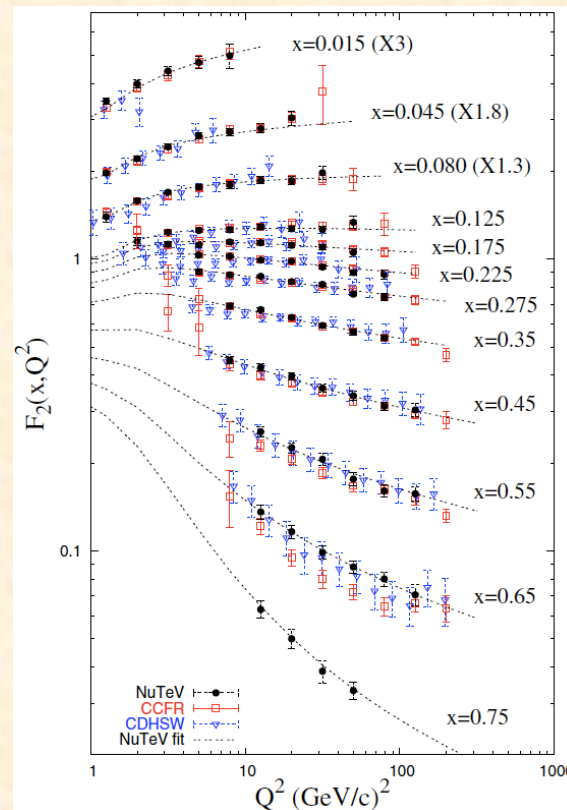 x=0.015 (X3)
x=0.045 (X1.8)
x=0.080 (X1.3)
x=0.125
x=0.175
x=0.225
x=0.275
x=0.35
x=0.45
x=0.55
x=0.65
x=0.75
F₂(x,Q²)
1
0.1
NuTeV
CCFR
CDHSW
NuTeV fit
1 10 100 1000
Q² (GeV/c)²